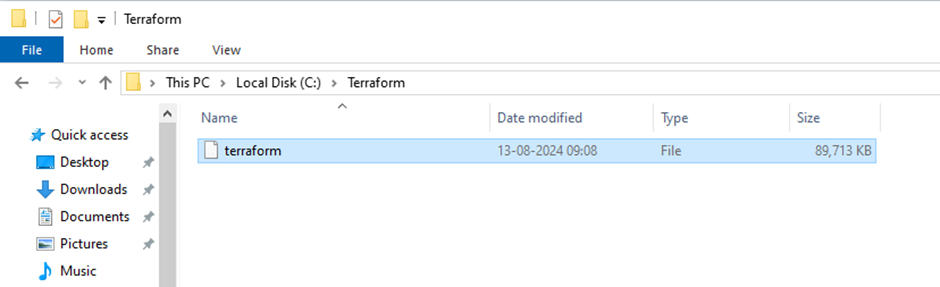 Terraform
File Home Share View
This PC Local Disk (C:) Terraform
Name Date modified Type Size
Quick access
terraform 13-08-2024 09:08 File 89,713 KB
Desktop
Downloads
Documents
Pictures
Music